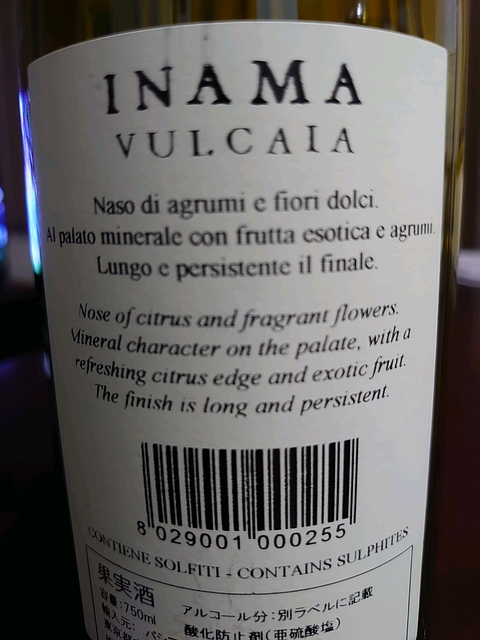 INAMA
VULCAIA
Naso di agrumi e fiori dolci.
Al palato minerale con frutta esotica e agrumi.
Lungo e persistente il finale.
Nose of citrus and fragrant flowers.
Mineral character on the palate, with a
refreshing citrus edge and exotic fruit.
The finish is long and persistent.
8 029001 000255
CONTIENE SOLFITI - CONTAINS SULPHITES
果実酒 アルコール分:別ラベルに記載
容量:750ml 酸化防止剤(亜硫酸塩)
輸入元: